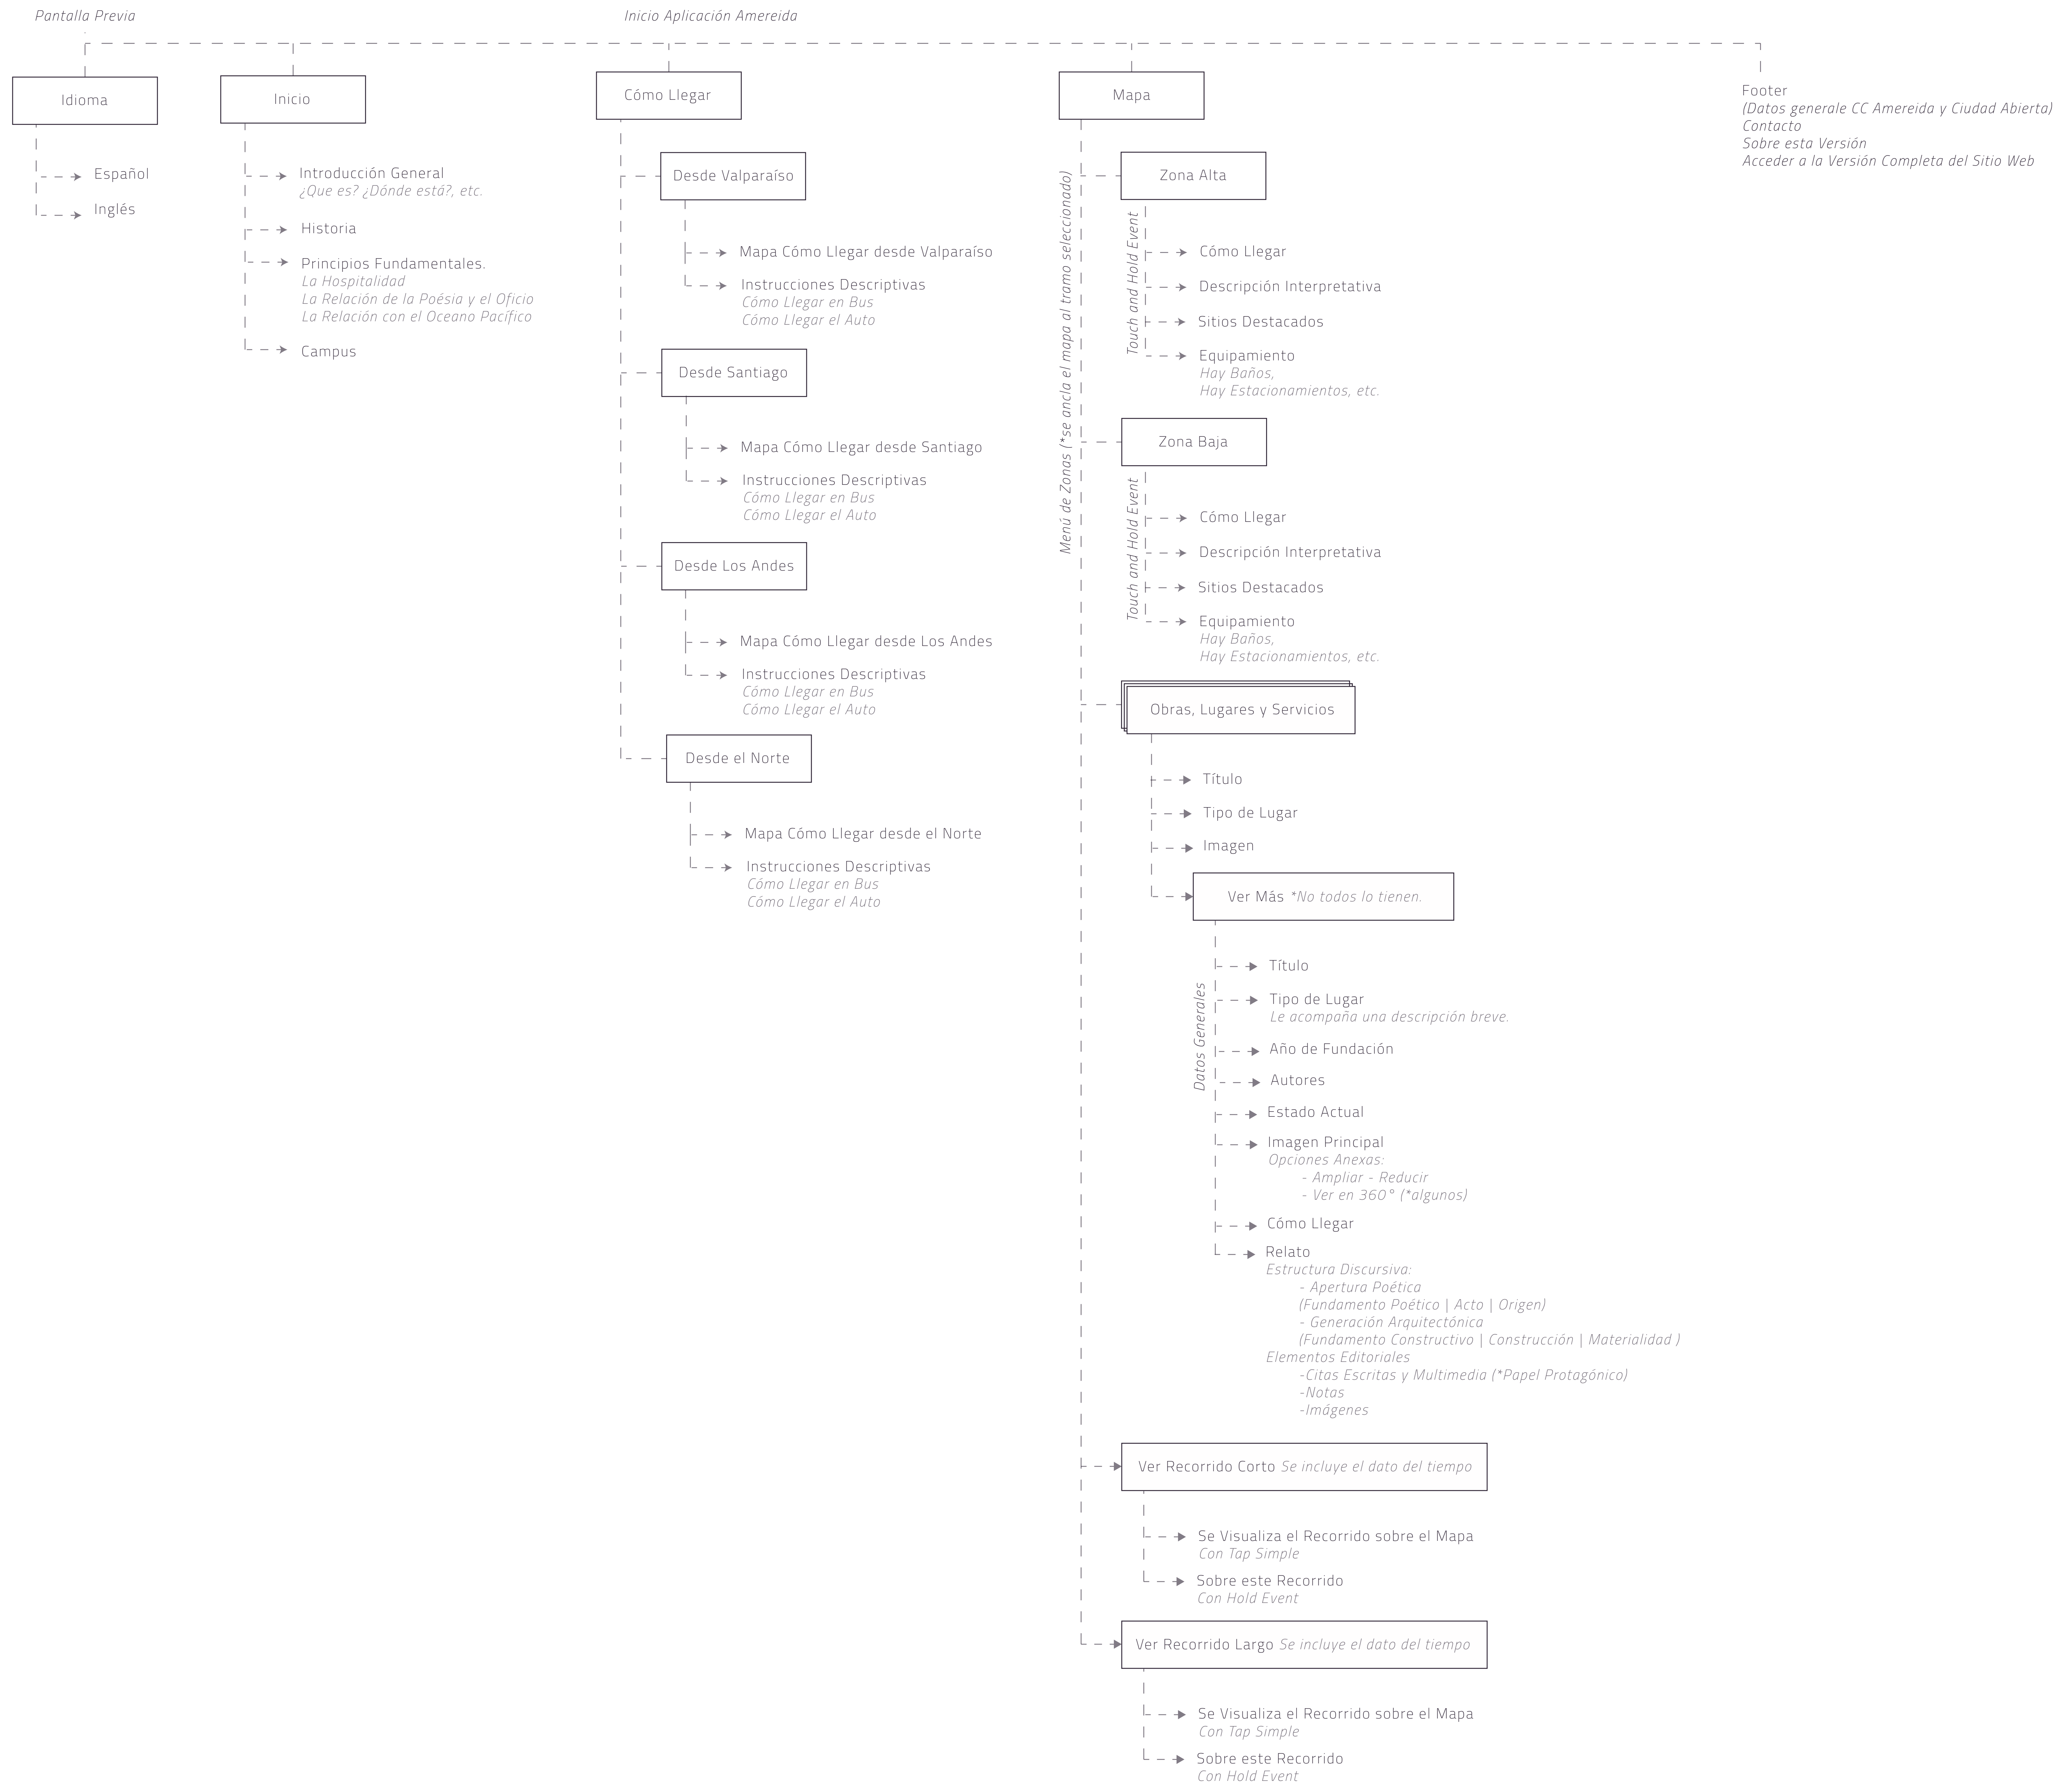 Pantalla Previa
Inicio Aplicación Amereida
Idioma
Español
Inglés
Inicio
Introducción General
¿Que es? ¿Dónde está?, etc.
Historia
Principios Fundamentales.
La Hospitalidad
La Relación de la Poésia y el Oficio
La Relación con el Oceano Pacífico
Campus
Cómo Llegar
Desde Valparaíso
Mapa Cómo Llegar desde Valparaíso
Instrucciones Descriptivas
Cómo Llegar en Bus
Cómo Llegar el Auto
Desde Santiago
Mapa Cómo Llegar desde Santiago
Instrucciones Descriptivas
Cómo Llegar en Bus
Cómo Llegar el Auto
Desde Los Andes
Mapa Cómo Llegar desde Los Andes
Instrucciones Descriptivas
Cómo Llegar en Bus
Cómo Llegar el Auto
Desde el Norte
Mapa Cómo Llegar desde el Norte
Instrucciones Descriptivas
Cómo Llegar en Bus
Cómo Llegar el Auto
Mapa
Menú de Zonas (*se ancla el mapa al tramo seleccionado)
Zona Alta
Touch and Hold Event
Cómo Llegar
Descripción Interpretativa
Sitios Destacados
Equipamiento
Hay Baños,
Hay Estacionamientos, etc.
Zona Baja
Touch and Hold Event
Cómo Llegar
Descripción Interpretativa
Sitios Destacados
Equipamiento
Hay Baños,
Hay Estacionamientos, etc.
Obras, Lugares y Servicios
Título
Tipo de Lugar
Imagen
Ver Más *No todos lo tienen.
Datos Generales
Título
Tipo de Lugar
Le acompaña una descripción breve.
Año de Fundación
Autores
Estado Actual
Imagen Principal
Opciones Anexas:
- Ampliar - Reducir
- Ver en 360° (*algunos)
Cómo Llegar
Relato
Estructura Discursiva:
- Apertura Poética
(Fundamento Poético | Acto | Origen)
- Generación Arquitectónica
(Fundamento Constructivo | Construcción | Materialidad )
Elementos Editoriales
-Citas Escritas y Multimedia (*Papel Protagónico)
-Notas
-Imágenes
Ver Recorrido Corto Se incluye el dato del tiempo
Se Visualiza el Recorrido sobre el Mapa
Con Tap Simple
Sobre este Recorrido
Con Hold Event
Ver Recorrido Largo Se incluye el dato del tiempo
Se Visualiza el Recorrido sobre el Mapa
Con Tap Simple
Sobre este Recorrido
Con Hold Event
Footer
(Datos generale CC Amereida y Ciudad Abierta)
Contacto
Sobre esta Versión
Acceder a la Versión Completa del Sitio Web